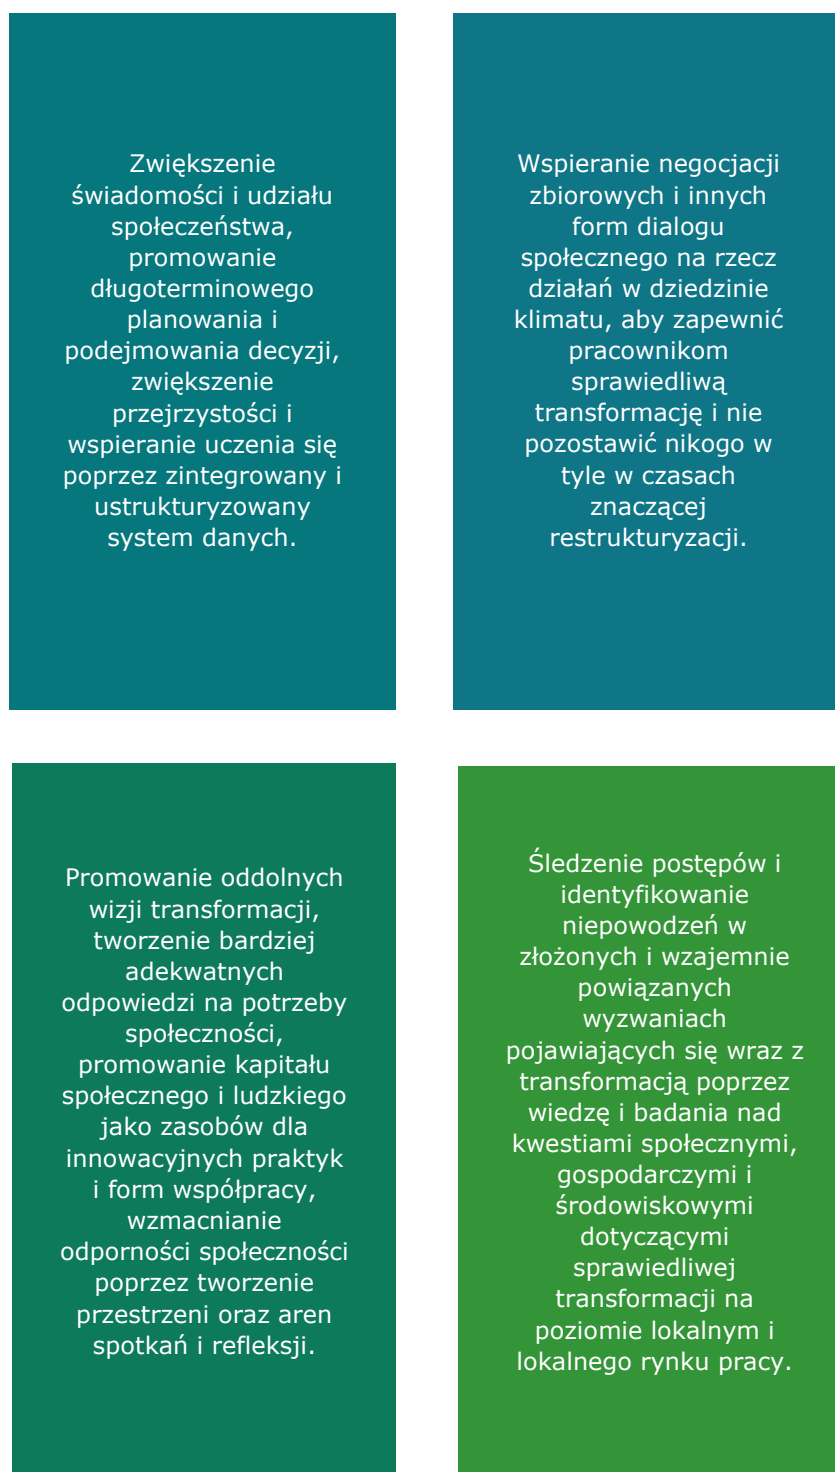 Zwiększenie
świadomości i udziału
społeczeństwa,
promowanie
długoterminowego
planowania i
podejmowania decyzji,
zwiększenie
przejrzystości i
wspieranie uczenia się
poprzez zintegrowany i
ustrukturyzowany
system danych.
Wspieranie negocjacji
zbiorowych i innych
form dialogu
społecznego na rzecz
działań w dziedzinie
klimatu, aby zapewnić
pracownikom
sprawiedliwą
transformację i nie
pozostawić nikogo w
tyle w czasach
znaczącej
restrukturyzacji.
Promowanie oddolnych
wizji transformacji,
tworzenie bardziej
adekwatnych
odpowiedzi na potrzeby
społeczności,
promowanie kapitału
społecznego i ludzkiego
jako zasobów dla
innowacyjnych praktyk
i form współpracy,
wzmacnianie
odporności społeczności
poprzez tworzenie
przestrzeni oraz aren
spotkań i refleksji.
Śledzenie postępów i
identyfikowanie
niepowodzeń w
złożonych i wzajemnie
powiązanych
wyzwaniach
pojawiających się wraz z
transformacją poprzez
wiedzę i badania nad
kwestiami społecznymi,
gospodarczymi i
środowiskowymi
dotyczącymi
sprawiedliwej
transformacji na
poziomie lokalnym i
lokalnego rynku pracy.